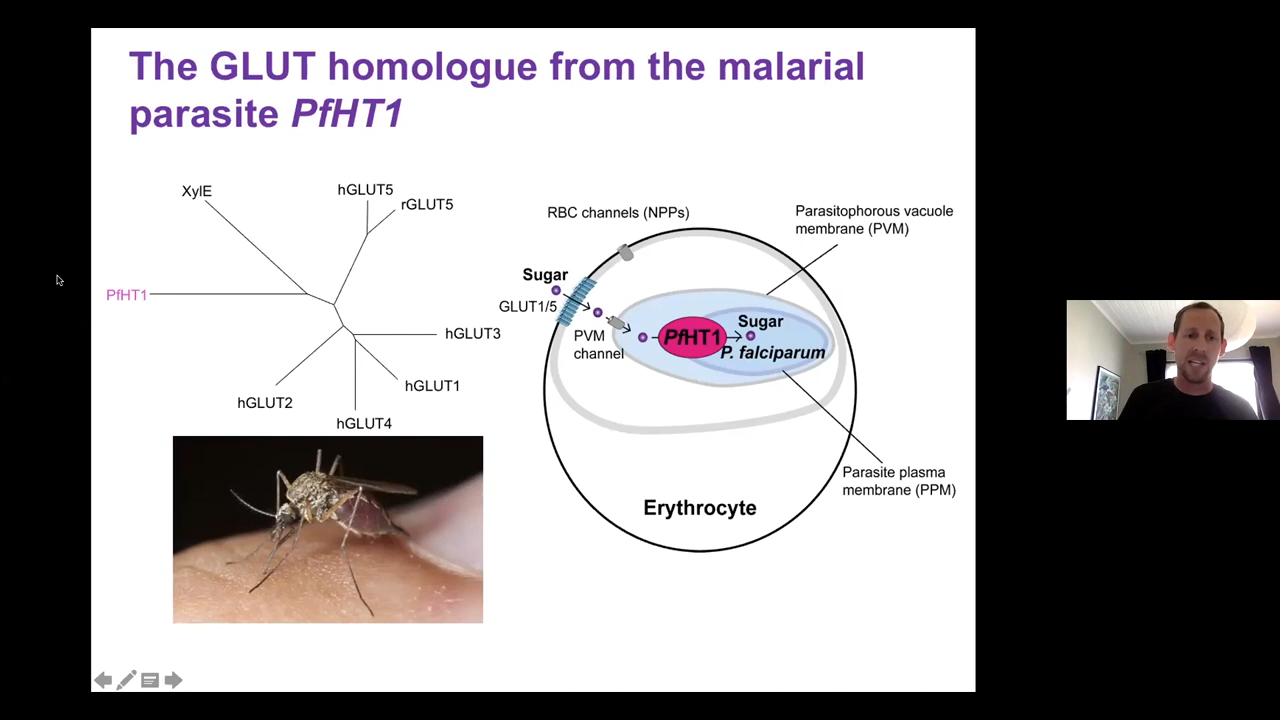 The GLUT homologue from the malarial
parasite PfHT1
XylE
hGLUT5
rGLUT5
PfHT1
hGLUT3
hGLUT1
hGLUT2
hGLUT4
RBC channels (NPPs)
Parasitophorous vacuole
membrane (PVM)
Sugar
GLUT1/5
PVM
channel
PfHT1
Sugar
P. falciparum
Parasite plasma
membrane (PPM)
Erythrocyte